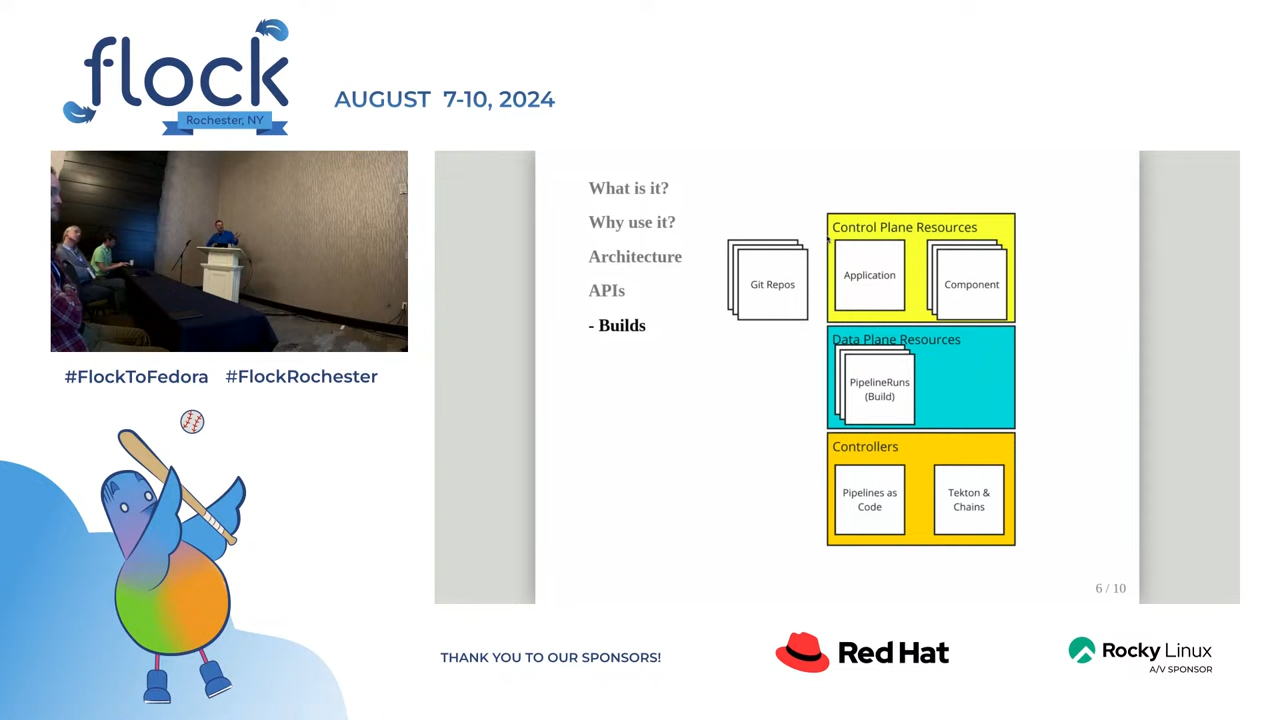 flock
Rochester, NY
AUGUST 7-10, 2024
#FlockToFedora #FlockRochester
What is it?
Why use it?
Architecture
APIs
- Builds
Git Repos
Control Plane Resources
Application
Component
Data Plane Resources
PipelineRuns
(Build)
Controllers
Pipelines as
Code
Tekton &
Chains
6 / 10
THANK YOU TO OUR SPONSORS!
Red Hat
Rocky Linux
A/V SPONSOR